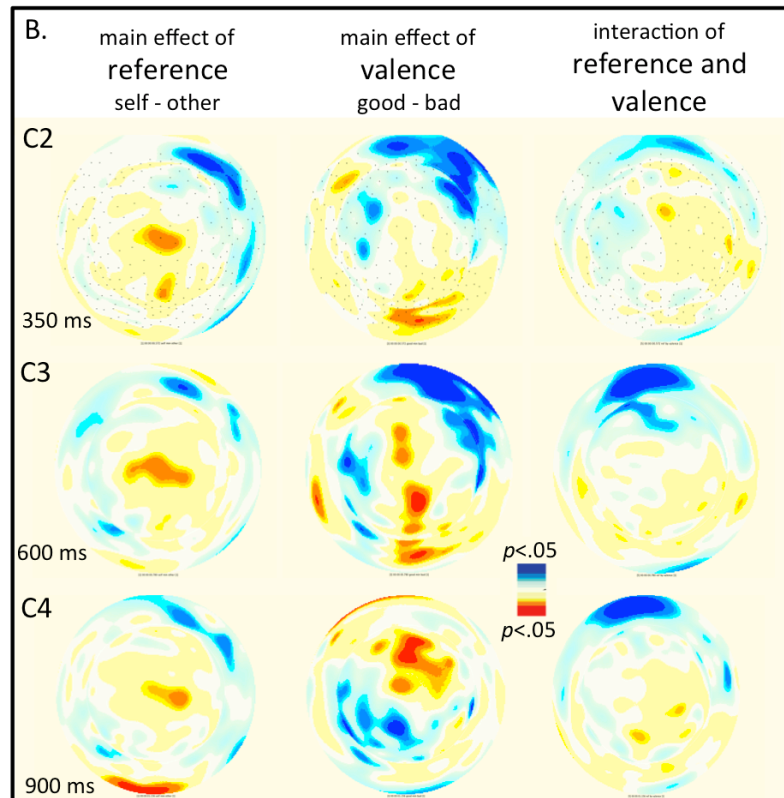 B.
main effect of
reference
self - other
main effect of
valence
good - bad
interaction of
reference and
valence
C2
350 ms
C3
600 ms
p<.05
p<.05
C4
900 ms